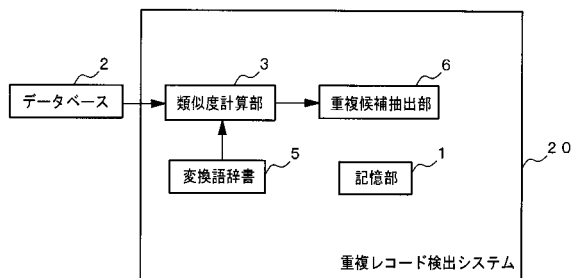 2
データベース
3
類似度計算部
6
重複候補抽出部
5
変換語辞書
1
記憶部
20
重複レコード検出システム